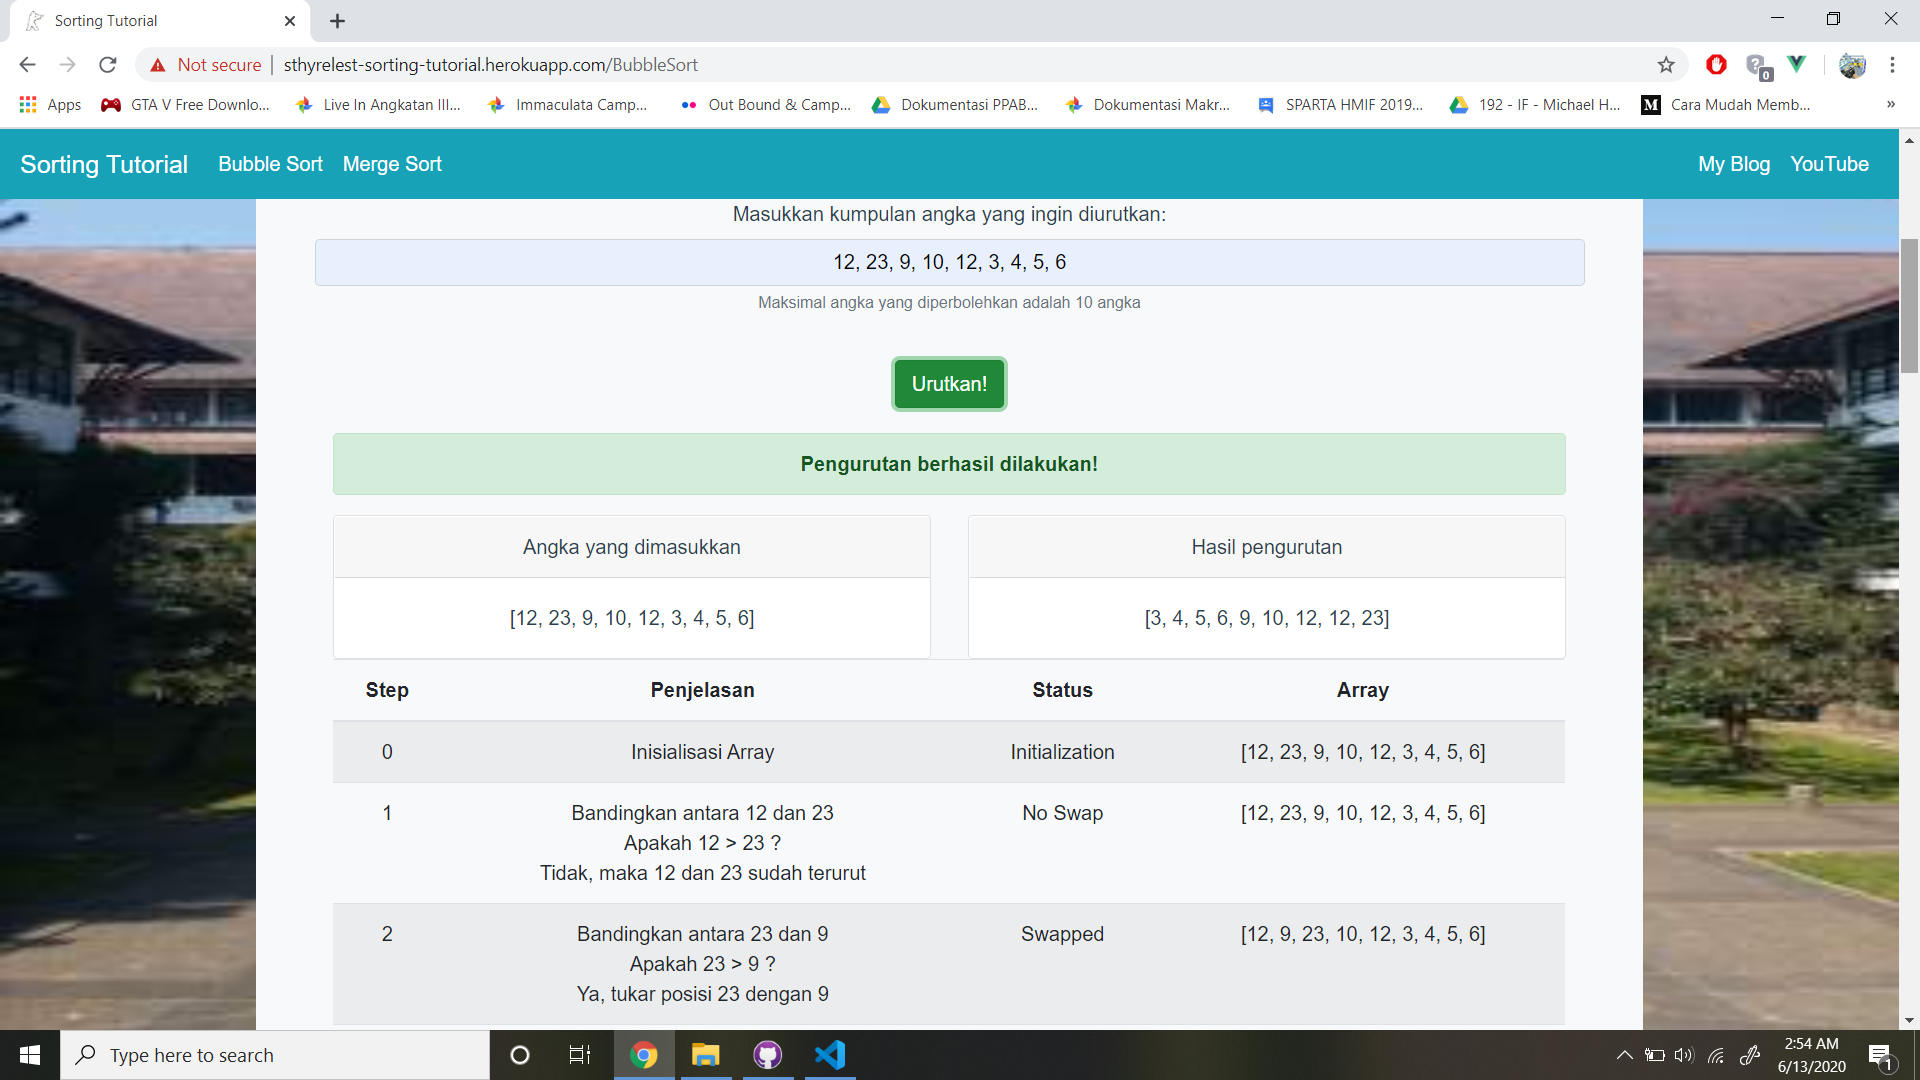 Sorting Tutorial
Not secure | sthyrelest-sorting-tutorial.herokuapp.com/BubbleSort
0
Apps GTA V Free Downlo... Live In Angkatan III... Immaculata Camp... Out Bound & Camp... Dokumentasi PPAB... Dokumentasi Makr... SPARTA HMIF 2019... 192 - IF - Michael H... M Cara Mudah Memb... »
Sorting Tutorial Bubble Sort Merge Sort My Blog YouTube
Masukkan kumpulan angka yang ingin diurutkan:
12, 23, 9, 10, 12, 3, 4, 5, 6
Maksimal angka yang diperbolehkan adalah 10 angka
Urutkan!
Pengurutan berhasil dilakukan!
Angka yang dimasukkan Hasil pengurutan
[12, 23, 9, 10, 12, 3, 4, 5, 6] [3, 4, 5, 6, 9, 10, 12, 12, 23]
Step Penjelasan Status Array
0 Inisialisasi Array Initialization [12, 23, 9, 10, 12, 3, 4, 5, 6]
1 Bandingkan antara 12 dan 23 No Swap [12, 23, 9, 10, 12, 3, 4, 5, 6]
Apakah 12 > 23 ?
Tidak, maka 12 dan 23 sudah terurut
2 Bandingkan antara 23 dan 9 Swapped [12, 9, 23, 10, 12, 3, 4, 5, 6]
Apakah 23 > 9 ?
Ya, tukar posisi 23 dengan 9
Type here to search
2:54 AM
6/13/2020
1